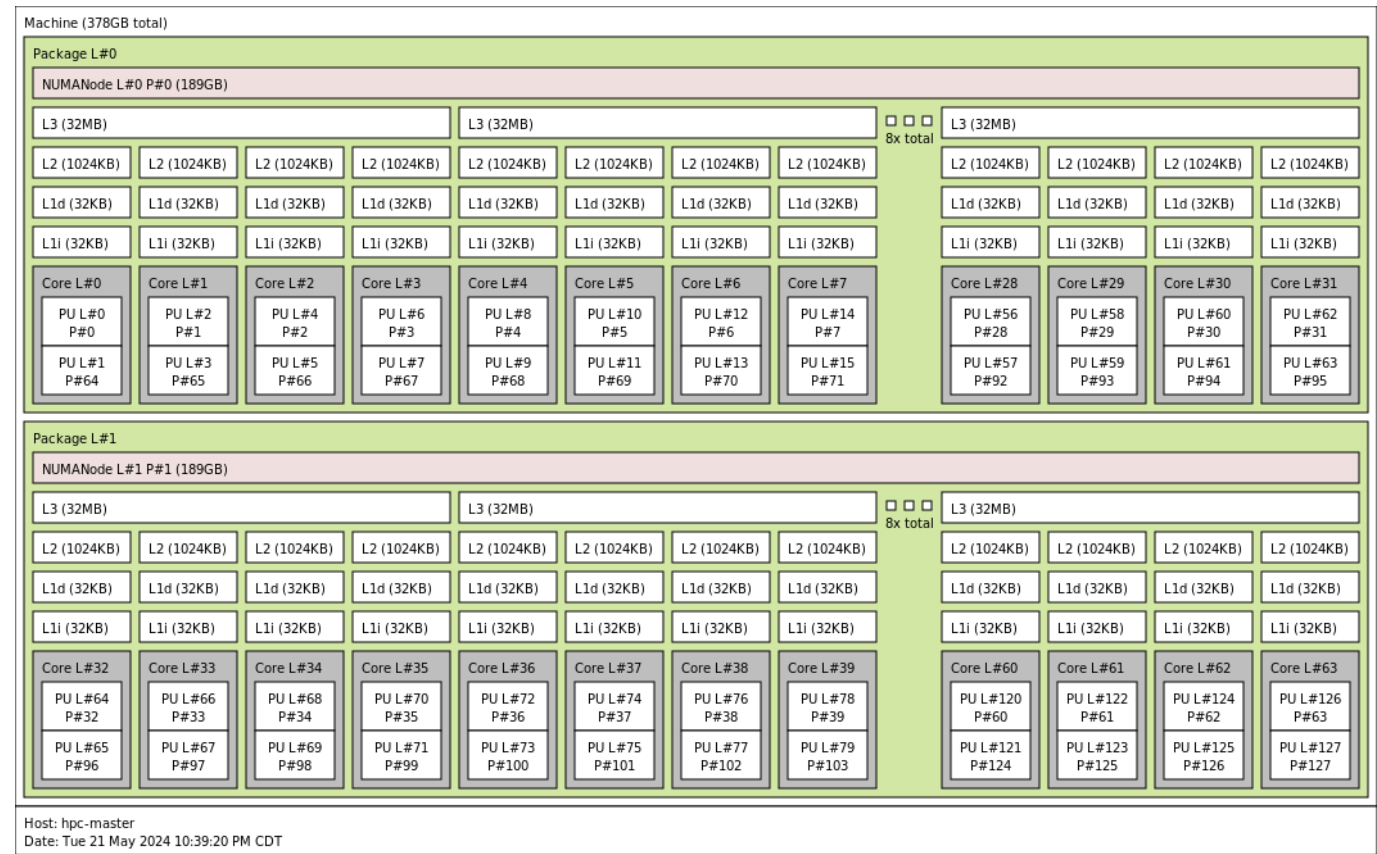 Machine (378GB total)
Package L#0
NUMANode L#0 P#0 (189GB)
L3 (32MB) L3 (32MB) 8x total L3 (32MB)
L2 (1024KB) L2 (1024KB) L2 (1024KB) L2 (1024KB) L2 (1024KB) L2 (1024KB) L2 (1024KB) L2 (1024KB) L2 (1024KB) L2 (1024KB) L2 (1024KB) L2 (1024KB)
L1d (32KB) L1d (32KB) L1d (32KB) L1d (32KB) L1d (32KB) L1d (32KB) L1d (32KB) L1d (32KB) L1d (32KB) L1d (32KB) L1d (32KB) L1d (32KB)
L1i (32KB) L1i (32KB) L1i (32KB) L1i (32KB) L1i (32KB) L1i (32KB) L1i (32KB) L1i (32KB) L1i (32KB) L1i (32KB) L1i (32KB) L1i (32KB)
Core L#0 Core L#1 Core L#2 Core L#3 Core L#4 Core L#5 Core L#6 Core L#7 Core L#28 Core L#29 Core L#30 Core L#31
PU L#0 PU L#2 PU L#4 PU L#6 PU L#8 PU L#10 PU L#12 PU L#14 PU L#56 PU L#58 PU L#60 PU L#62
P#0 P#1 P#2 P#3 P#4 P#5 P#6 P#7 P#28 P#29 P#30 P#31
PU L#1 PU L#3 PU L#5 PU L#7 PU L#9 PU L#11 PU L#13 PU L#15 PU L#57 PU L#59 PU L#61 PU L#63
P#64 P#65 P#66 P#67 P#68 P#69 P#70 P#71 P#92 P#93 P#94 P#95
Package L#1
NUMANode L#1 P#1 (189GB)
L3 (32MB) L3 (32MB) 8x total L3 (32MB)
L2 (1024KB) L2 (1024KB) L2 (1024KB) L2 (1024KB) L2 (1024KB) L2 (1024KB) L2 (1024KB) L2 (1024KB) L2 (1024KB) L2 (1024KB) L2 (1024KB) L2 (1024KB)
L1d (32KB) L1d (32KB) L1d (32KB) L1d (32KB) L1d (32KB) L1d (32KB) L1d (32KB) L1d (32KB) L1d (32KB) L1d (32KB) L1d (32KB) L1d (32KB)
L1i (32KB) L1i (32KB) L1i (32KB) L1i (32KB) L1i (32KB) L1i (32KB) L1i (32KB) L1i (32KB) L1i (32KB) L1i (32KB) L1i (32KB) L1i (32KB)
Core L#32 Core L#33 Core L#34 Core L#35 Core L#36 Core L#37 Core L#38 Core L#39 Core L#60 Core L#61 Core L#62 Core L#63
PU L#64 PU L#66 PU L#68 PU L#70 PU L#72 PU L#74 PU L#76 PU L#78 PU L#120 PU L#122 PU L#124 PU L#126
P#32 P#33 P#34 P#35 P#36 P#37 P#38 P#39 P#60 P#61 P#62 P#63
PU L#65 PU L#67 PU L#69 PU L#71 PU L#73 PU L#75 PU L#77 PU L#79 PU L#121 PU L#123 PU L#125 PU L#127
P#96 P#97 P#98 P#99 P#100 P#101 P#102 P#103 P#124 P#125 P#126 P#127
Host: hpc-master
Date: Tue 21 May 2024 10:39:20 PM CDT